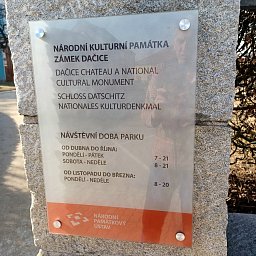 NÁRODNÍ KULTURNÍ PAMÁTKA
ZÁMEK DAČICE
DAČICE CHATEAU A NATIONAL
CULTURAL MONUMENT
SCHLOSS DATSCHITZ
NATIONALES KULTURDENKMAL
NÁVŠTĚVNÍ DOBA PARKU
OD DUBNA DO ŘÍJNA:
PONDĚLÍ - PÁTEK 7 - 21
SOBOTA - NEDĚLE 8 - 21
OD LISTOPADU DO BŘEZNA:
PONDĚLÍ - NEDĚLE 8 - 20
NÁRODNÍ
PAMÁTKOVÝ
ÚSTAV